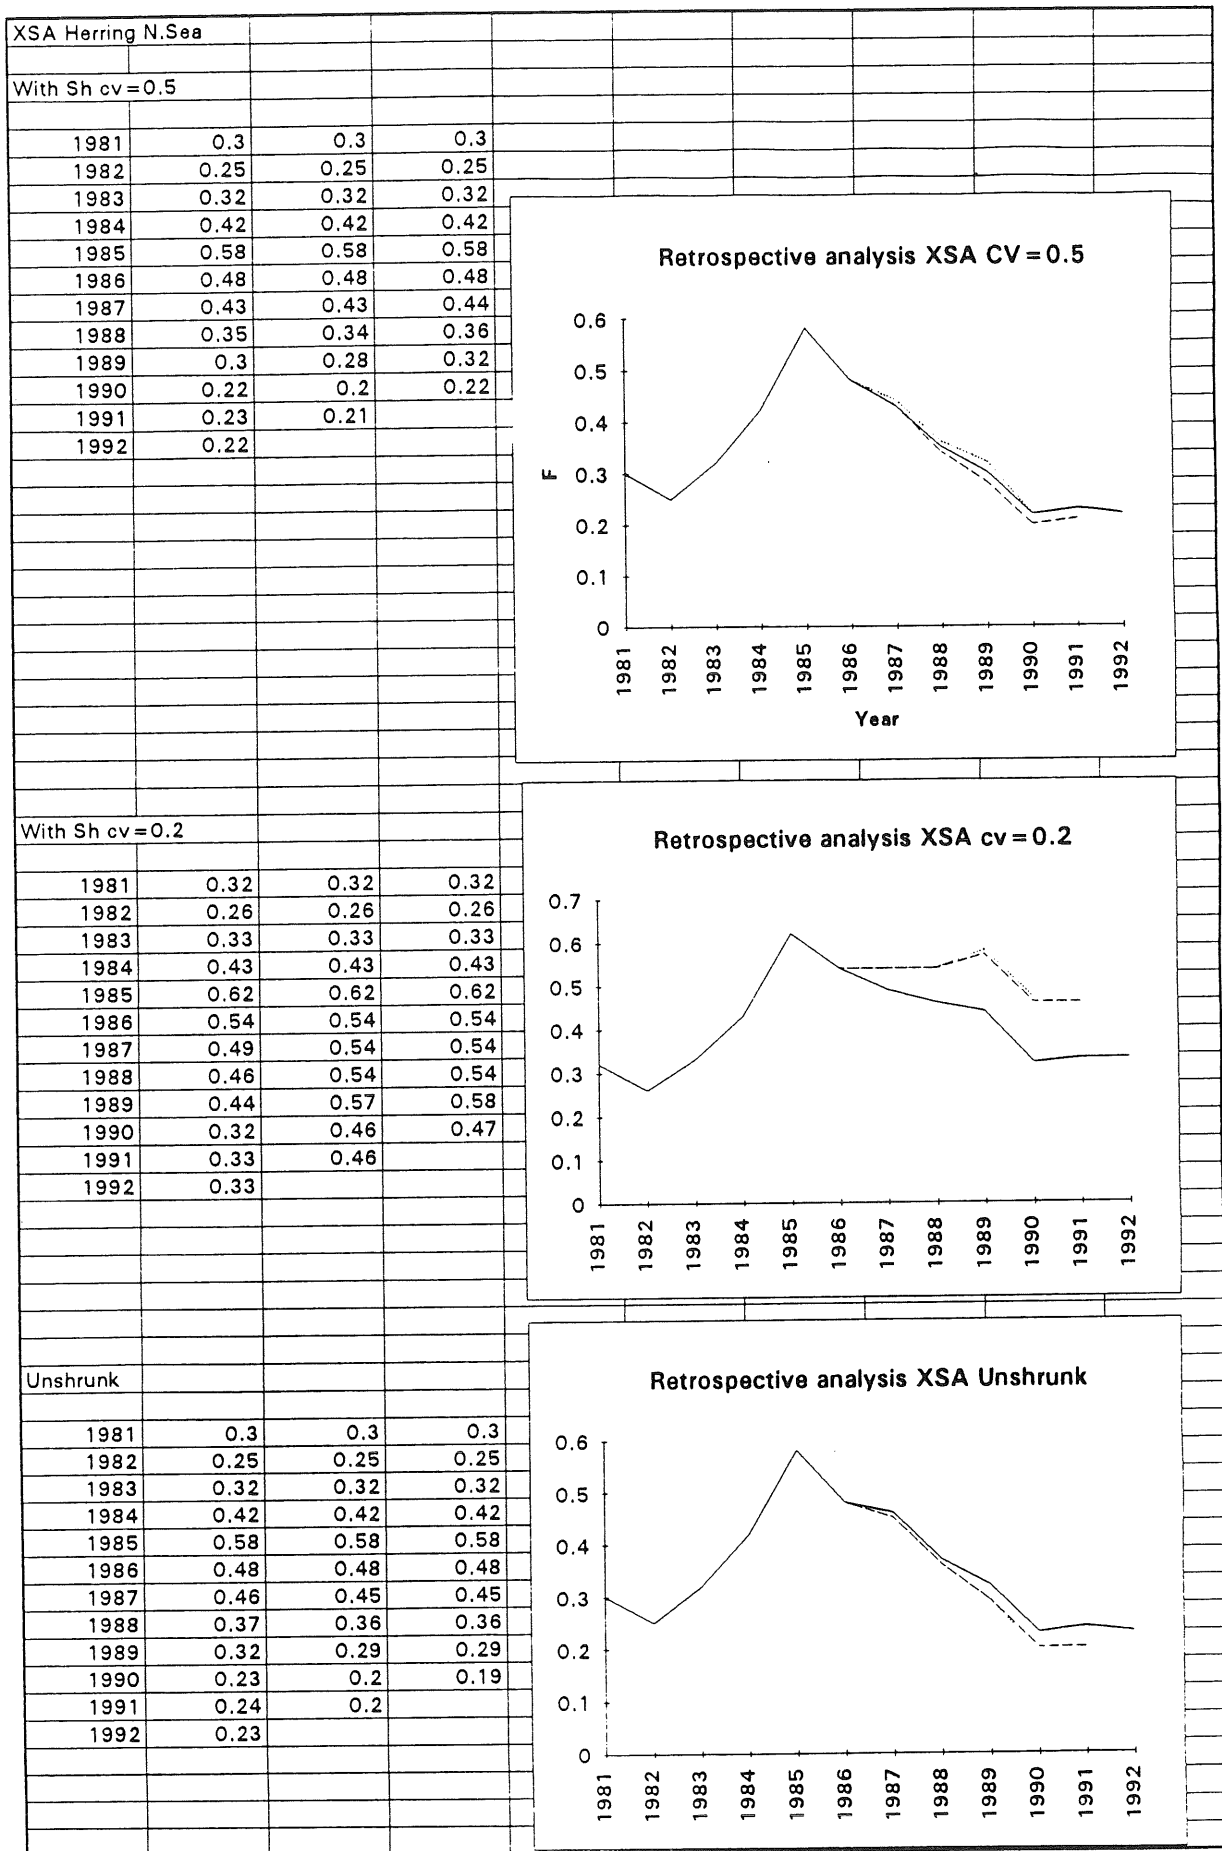 XSA Herring N.Sea
With Sh cv=0.5
1981 0.3 0.3 0.3
1982 0.25 0.25 0.25
1983 0.32 0.32 0.32
1984 0.42 0.42 0.42
1985 0.58 0.58 0.58
1986 0.48 0.48 0.48
1987 0.43 0.43 0.44
1988 0.35 0.34 0.36
1989 0.3 0.28 0.32
1990 0.22 0.2 0.22
1991 0.23 0.21
1992 0.22
Retrospective analysis XSA CV=0.5
0.6
0.5
0.4
F
0.3
0.2
0.1
0
1981 1982 1983 1984 1985 1986 1987 1988 1989 1990 1991 1992
Year
With Sh cv=0.2
1981 0.32 0.32 0.32
1982 0.26 0.26 0.26
1983 0.33 0.33 0.33
1984 0.43 0.43 0.43
1985 0.62 0.62 0.62
1986 0.54 0.54 0.54
1987 0.49 0.54 0.54
1988 0.46 0.54 0.54
1989 0.44 0.57 0.58
1990 0.32 0.46 0.47
1991 0.33 0.46
1992 0.33
Retrospective analysis XSA cv=0.2
0.7
0.6
0.5
0.4
0.3
0.2
0.1
0
1981 1982 1983 1984 1985 1986 1987 1988 1989 1990 1991 1992
Unshrunk
1981 0.3 0.3 0.3
1982 0.25 0.25 0.25
1983 0.32 0.32 0.32
1984 0.42 0.42 0.42
1985 0.58 0.58 0.58
1986 0.48 0.48 0.48
1987 0.46 0.45 0.45
1988 0.37 0.36 0.36
1989 0.32 0.29 0.29
1990 0.23 0.2 0.19
1991 0.24 0.2
1992 0.23
Retrospective analysis XSA Unshrunk
0.6
0.5
0.4
0.3
0.2
0.1
0
1981 1982 1983 1984 1985 1986 1987 1988 1989 1990 1991 1992